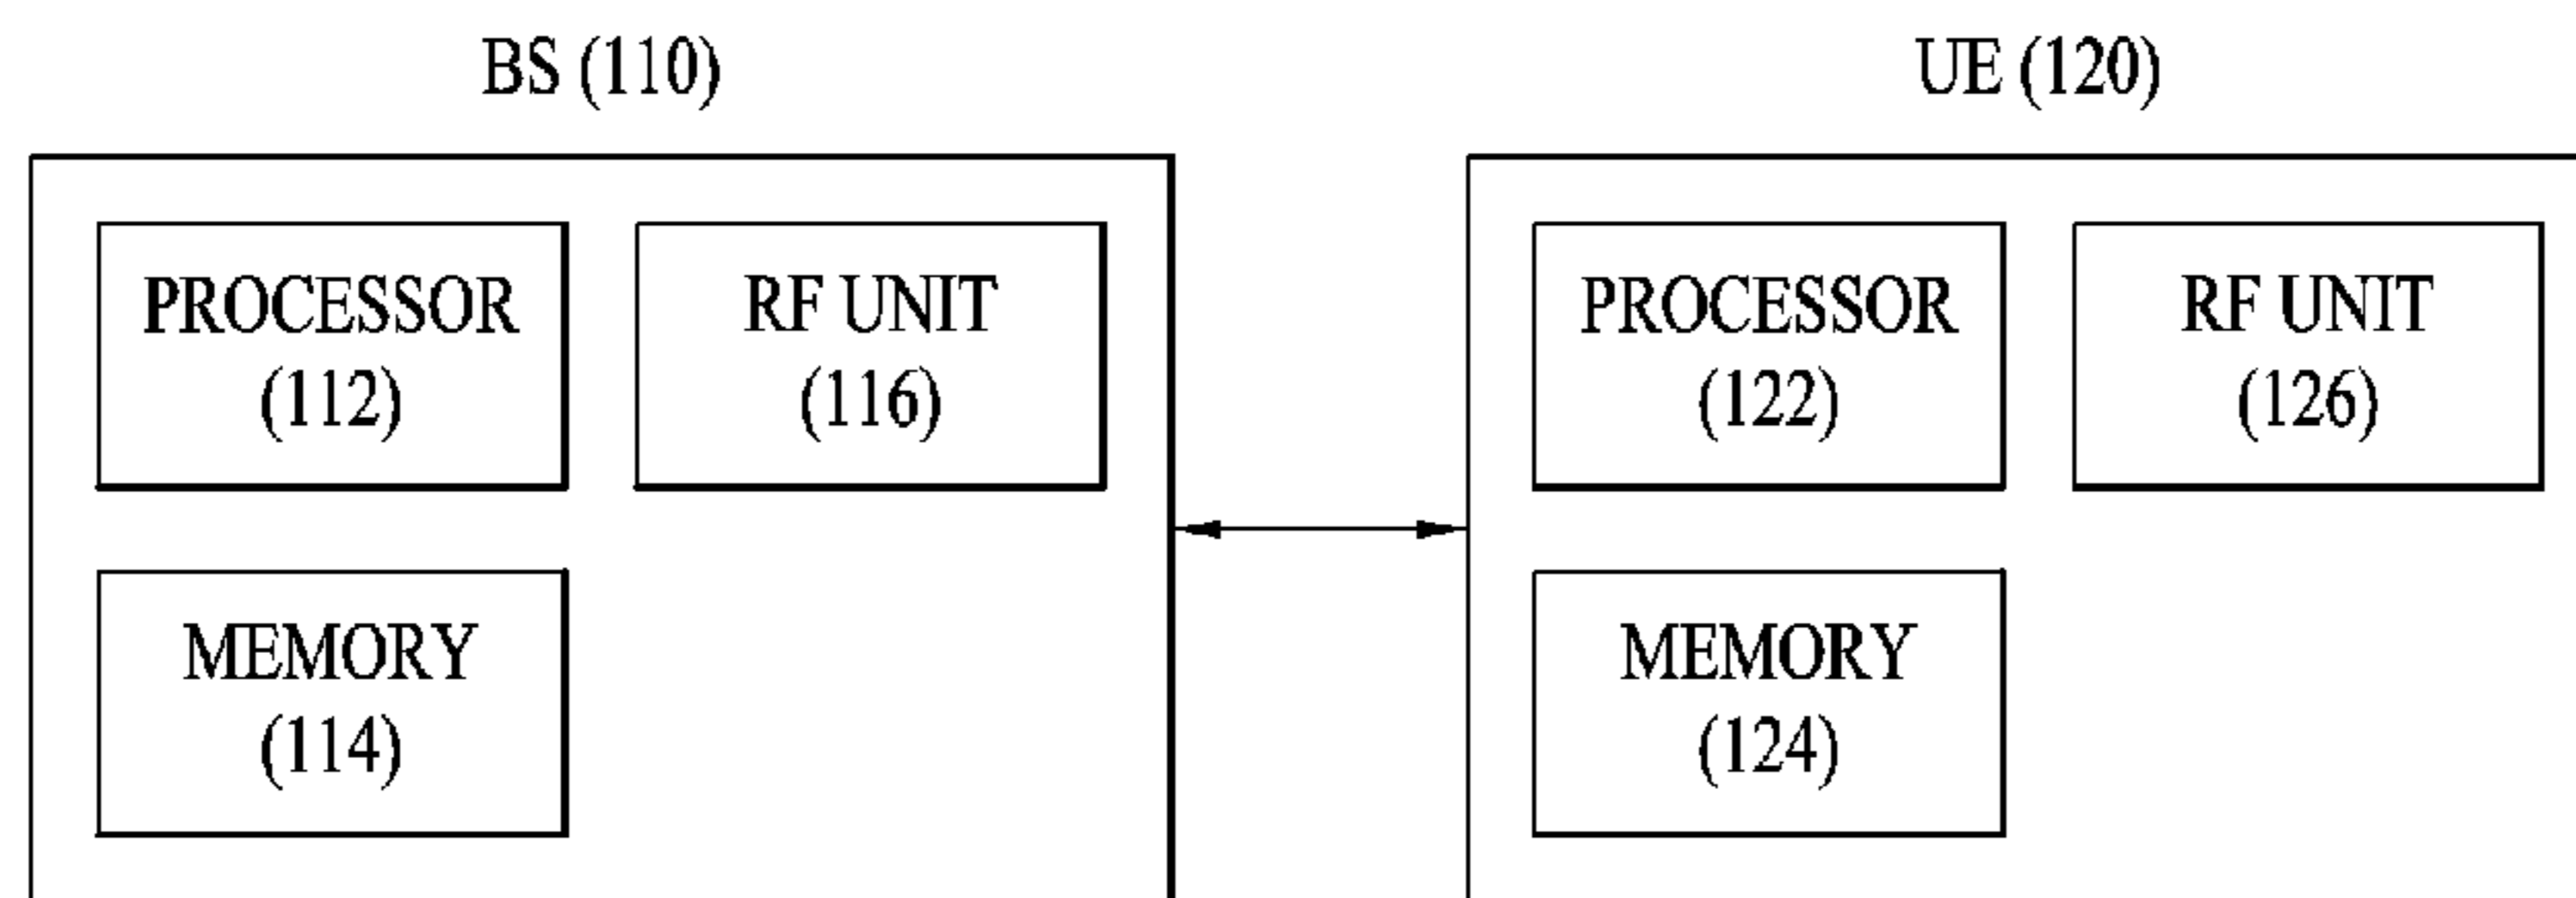 BS (110)
UE (120)
PROCESSOR
(112)
RF UNIT
(116)
PROCESSOR
(122)
RF UNIT
(126)
MEMORY
(114)
MEMORY
(124)